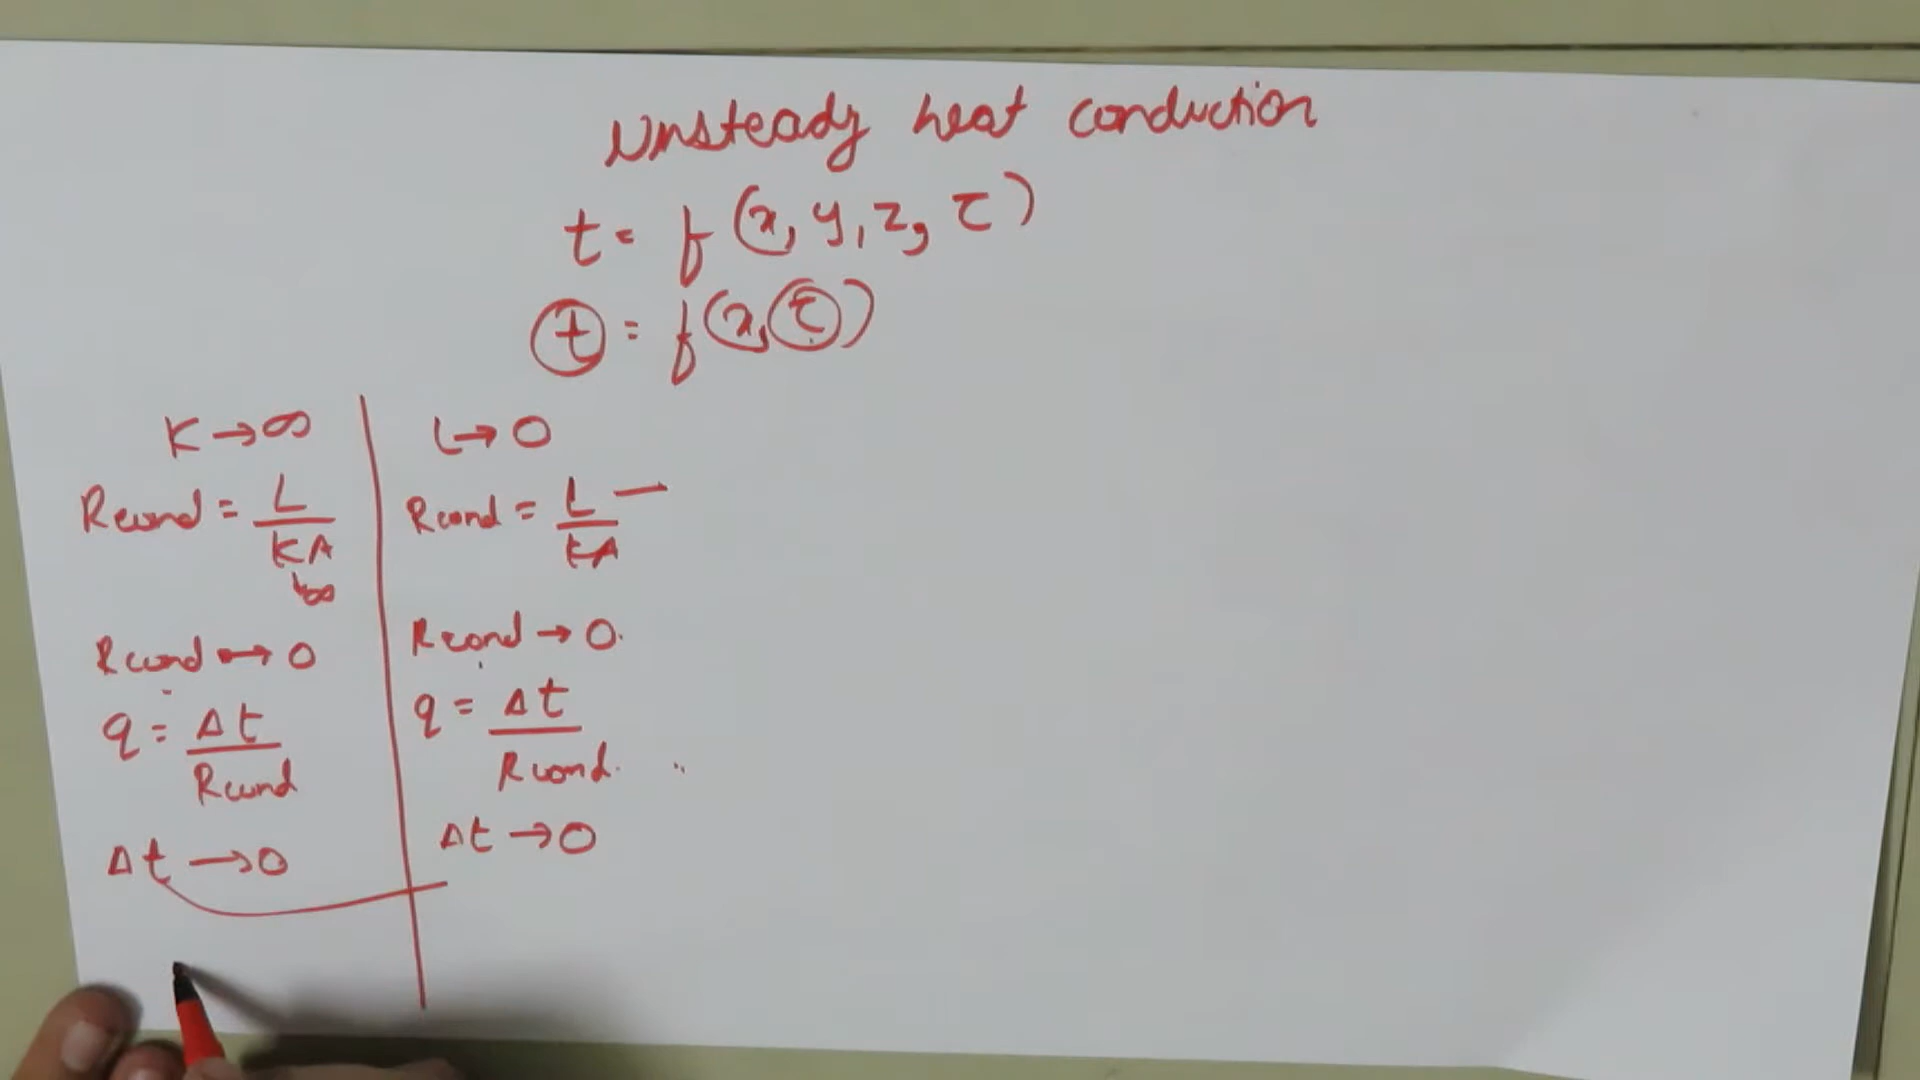 Unsteady heat conduction
t = f (x, y, z, τ)
t = f(x, τ)
K → ∞
Rcond = L / KA
↳∞
Rcond → 0
q = Δt / Rcond
Δt → 0
L → 0
Rcond = L / KA
Rcond → 0.
q = Δt / Rcond.
Δt → 0